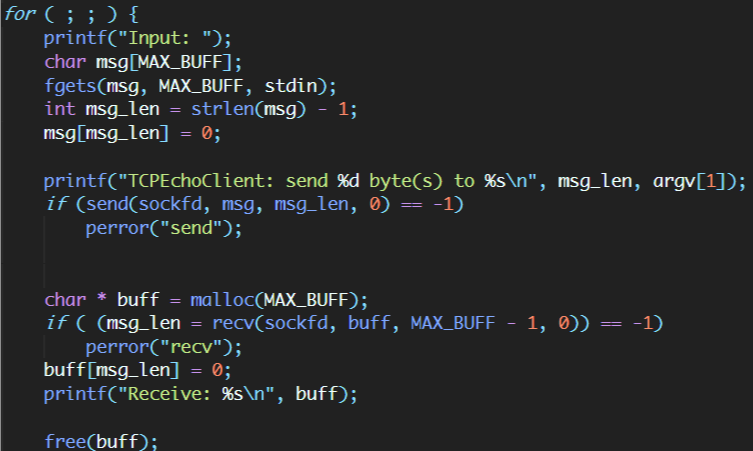 for ( ; ; ) {
    printf("Input: ");
    char msg[MAX_BUFF];
    fgets(msg, MAX_BUFF, stdin);
    int msg_len = strlen(msg) - 1;
    msg[msg_len] = 0;

    printf("TCPEchoClient: send %d byte(s) to %s\n", msg_len, argv[1]);
    if (send(sockfd, msg, msg_len, 0) == -1)
        perror("send");

    char * buff = malloc(MAX_BUFF);
    if ( (msg_len = recv(sockfd, buff, MAX_BUFF - 1, 0)) == -1)
        perror("recv");
    buff[msg_len] = 0;
    printf("Receive: %s\n", buff);

    free(buff);